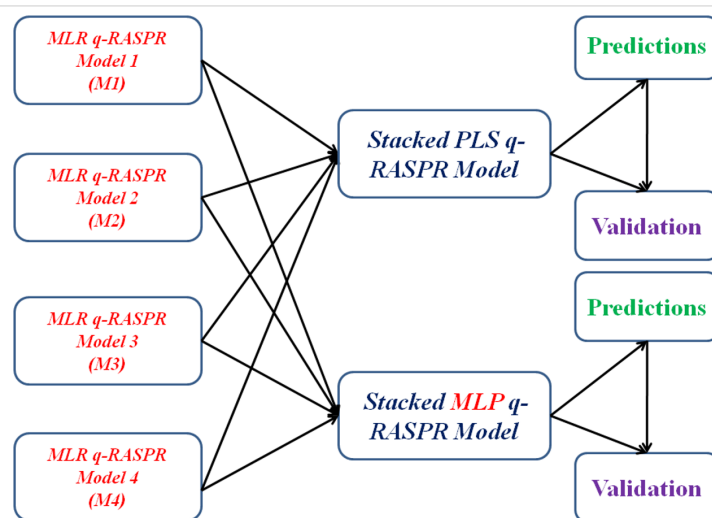 MLR q-RASPR
Model 1
(M1)
MLR q-RASPR
Model 2
(M2)
MLR q-RASPR
Model 3
(M3)
MLR q-RASPR
Model 4
(M4)
Stacked PLS q-
RASPR Model
Stacked MLP q-
RASPR Model
Predictions
Validation
Predictions
Validation